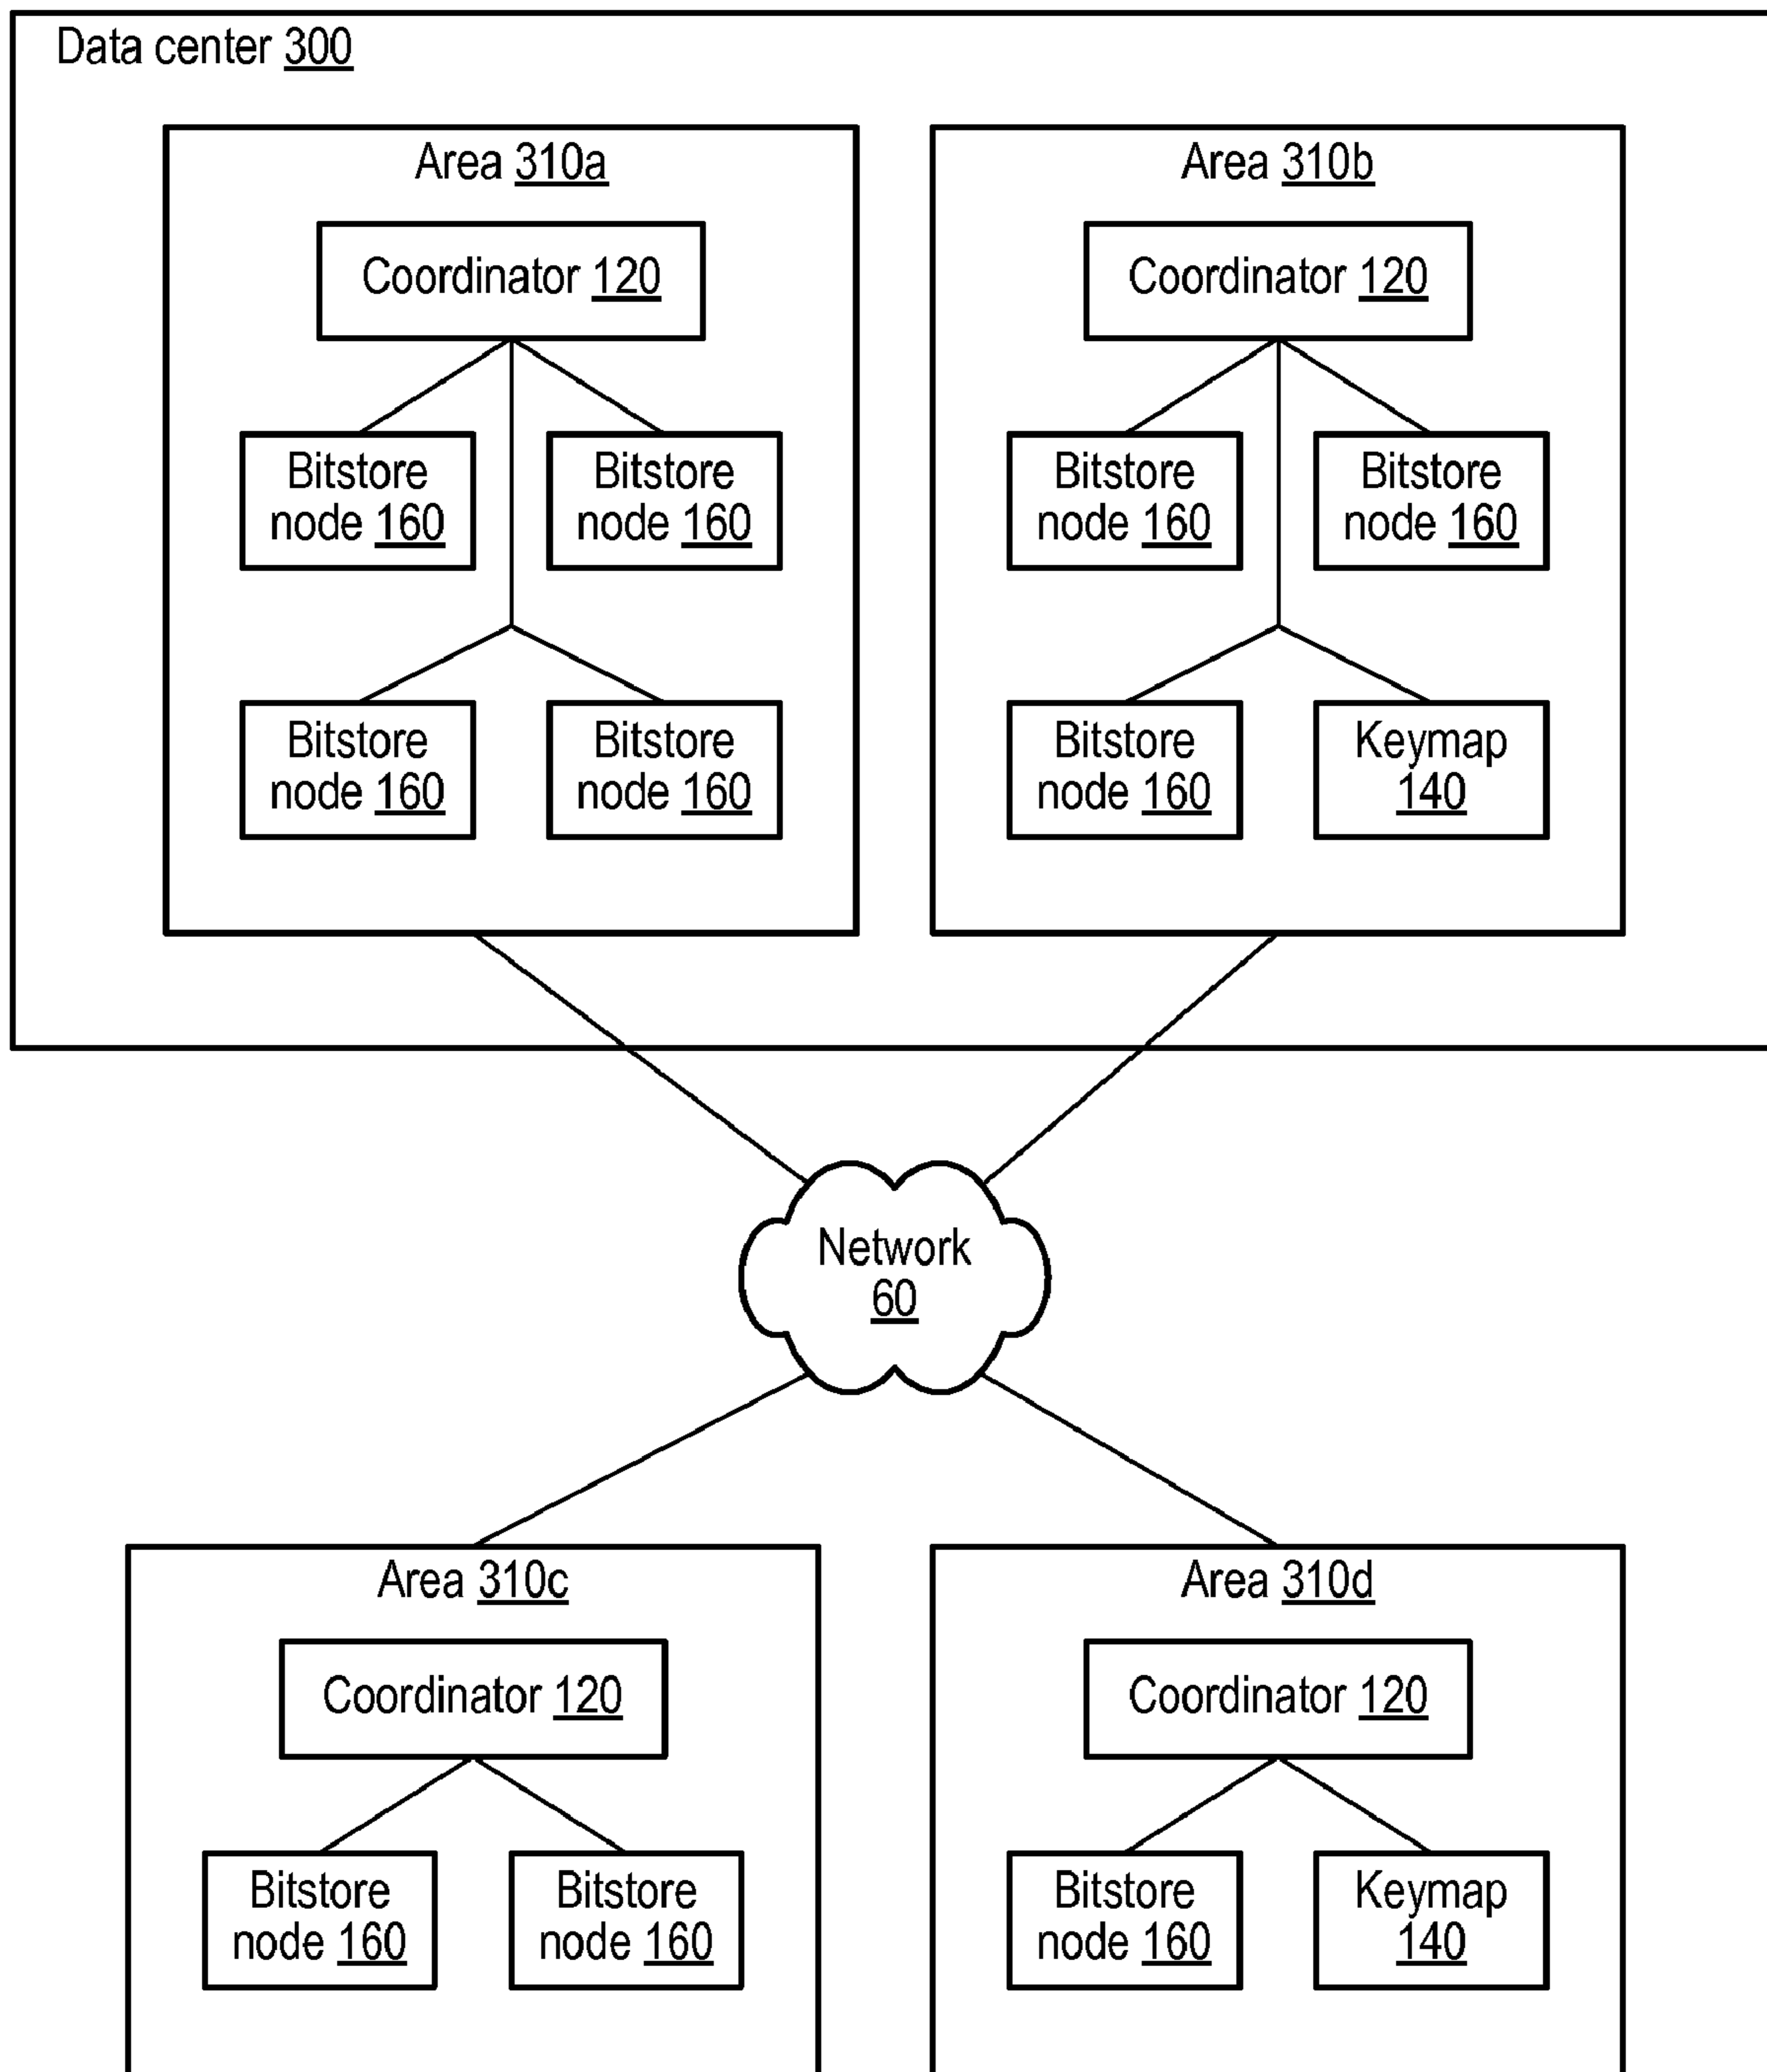 Data center 300
Area 310a
Coordinator 120
Bitstore
node 160
Bitstore
node 160
Bitstore
node 160
Bitstore
node 160
Area 310b
Coordinator 120
Bitstore
node 160
Bitstore
node 160
Bitstore
node 160
Keymap
140
Network
60
Area 310c
Coordinator 120
Bitstore
node 160
Bitstore
node 160
Area 310d
Coordinator 120
Bitstore
node 160
Keymap
140